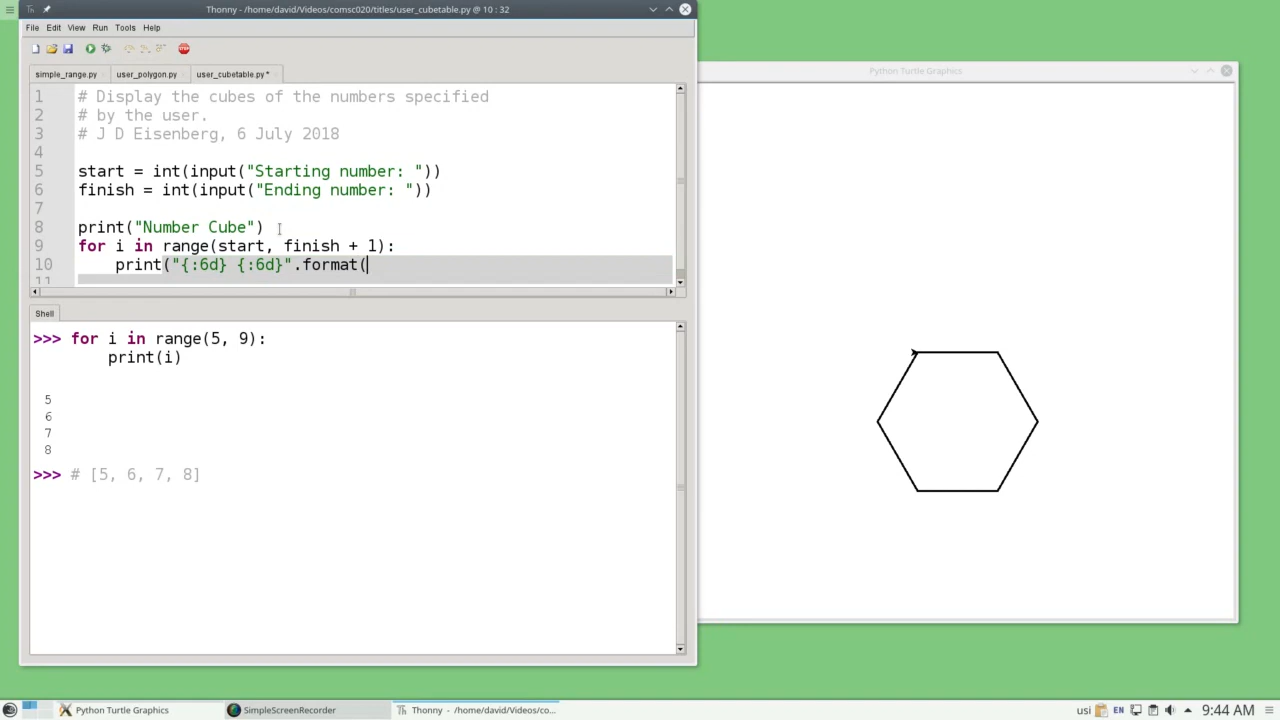 Thonny - /home/david/Videos/comsc020/titles/user_cubetable.py @ 10 : 32
File Edit View Run Tools Help
STOP
simple_range.py user_polygon.py user_cubetable.py *
1 # Display the cubes of the numbers specified
2 # by the user.
3 # J D Eisenberg, 6 July 2018
4
5 start = int(input("Starting number: "))
6 finish = int(input("Ending number: "))
7
8 print("Number Cube")
9 for i in range(start, finish + 1):
10 print("{:6d} {:6d}".format(
11
Shell
>>> for i in range(5, 9):
print(i)
5
6
7
8
>>> # [5, 6, 7, 8]
Python Turtle Graphics
Python Turtle Graphics SimpleScreenRecorder Thonny - /home/david/Videos/co... usi EN 9:44 AM